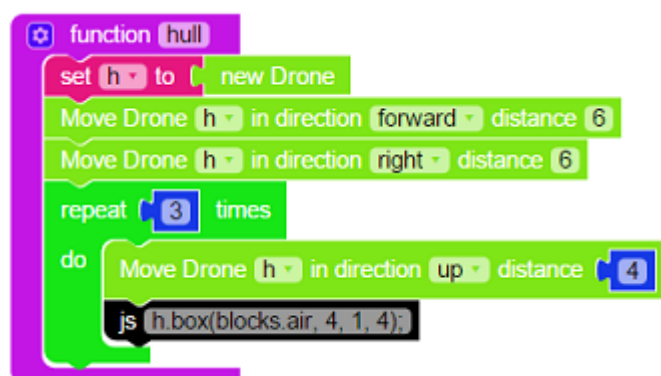 function hull
set h to new Drone
Move Drone h in direction forward distance 6
Move Drone h in direction right distance 6
repeat 3 times
do
Move Drone h in direction up distance 4
js h.box(blocks.air, 4, 1, 4);